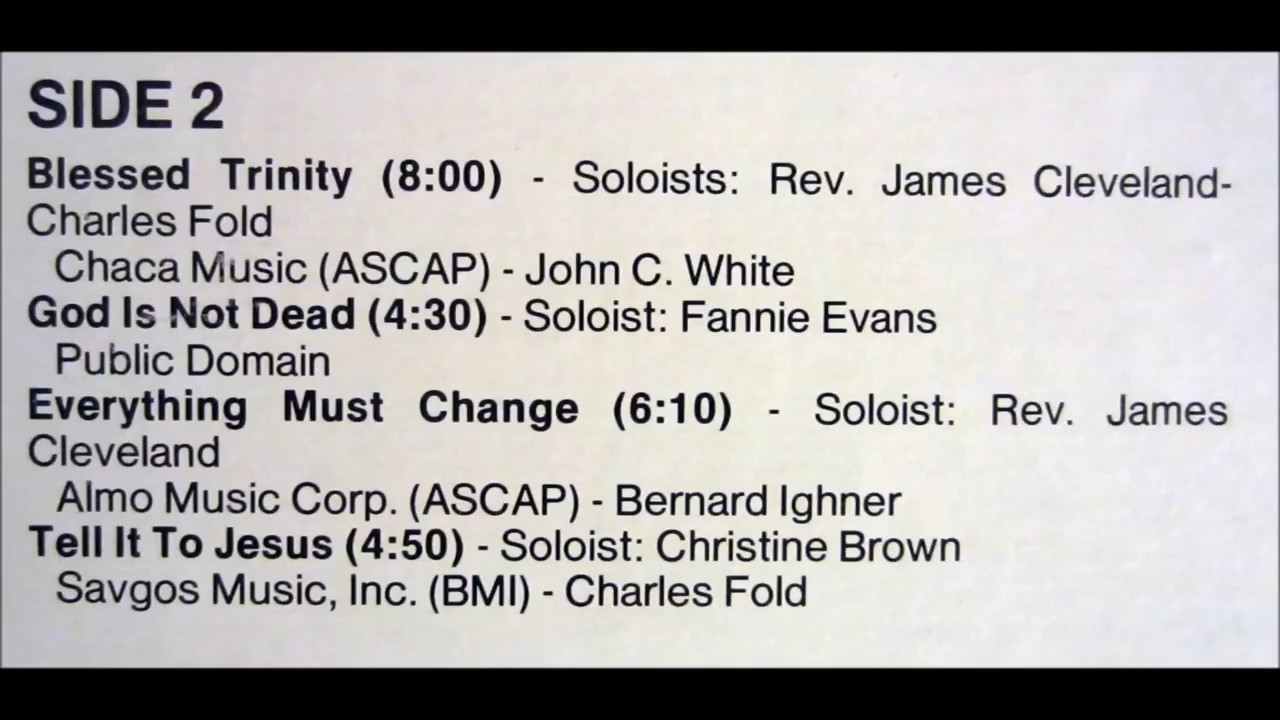 SIDE 2
Blessed Trinity (8:00) - Soloists: Rev. James Cleveland-
Charles Fold
Chaca Music (ASCAP) - John C. White
God Is Not Dead (4:30) - Soloist: Fannie Evans
Public Domain
Everything Must Change (6:10) - Soloist: Rev. James
Cleveland
Almo Music Corp. (ASCAP) - Bernard Ighner
Tell It To Jesus (4:50) - Soloist: Christine Brown
Savgos Music, Inc. (BMI) - Charles Fold